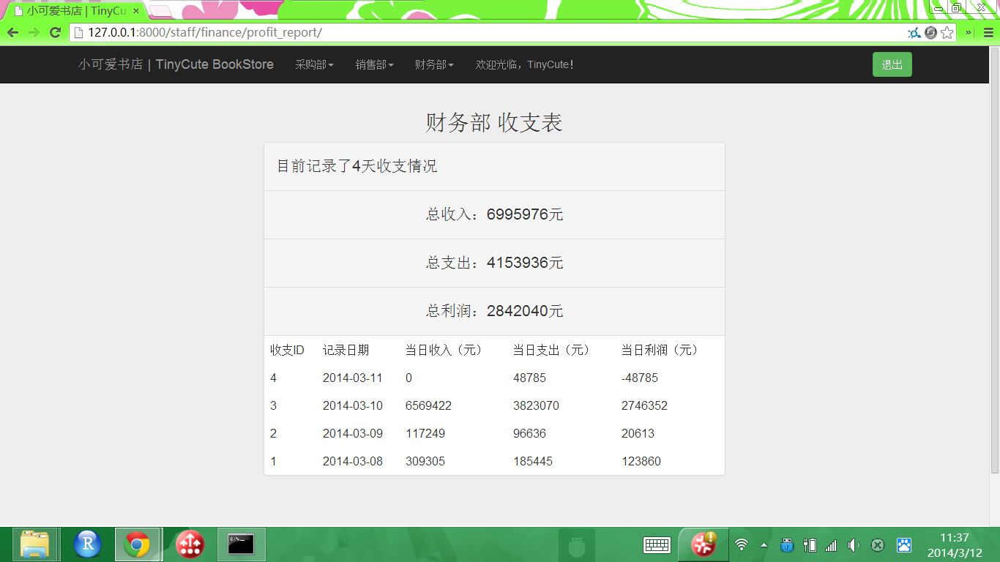 小可爱书店 | TinyCu
127.0.0.1:8000/staff/finance/profit_report/
小可爱书店 | TinyCute BookStore 采购部 销售部 财务部 欢迎光临，TinyCute! 退出
财务部 收支表
目前记录了4天收支情况
总收入：6995976元
总支出：4153936元
总利润：2842040元
收支ID 记录日期 当日收入（元） 当日支出（元） 当日利润（元）
4 2014-03-11 0 48785 -48785
3 2014-03-10 6569422 3823070 2746352
2 2014-03-09 117249 96636 20613
1 2014-03-08 309305 185445 123860
11:37
2014/3/12